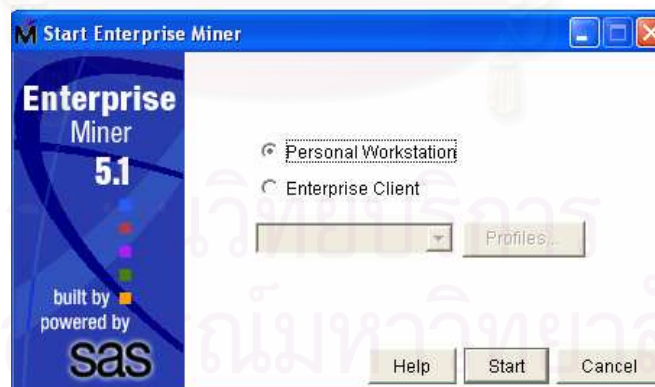 Start Enterprise Miner
Enterprise
Miner
5.1
built by
powered by
sas
Personal Workstation
Enterprise Client
Profiles...
Help
Start
Cancel